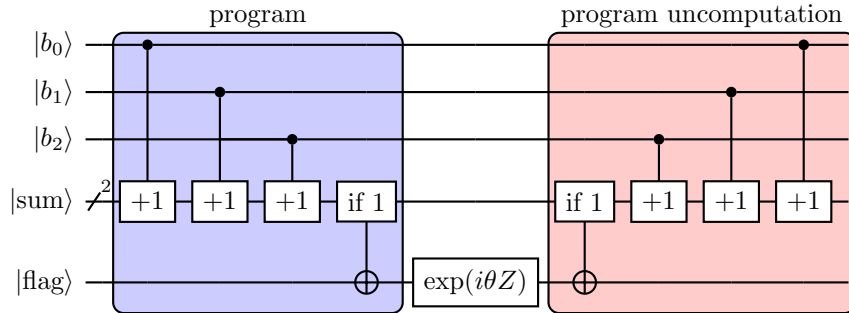 program program uncomputation
|b₀⟩
|b₁⟩
|b₂⟩
|sum⟩ 2 +1 +1 +1 if 1 if 1 +1 +1 +1
|flag⟩ exp(iθZ)